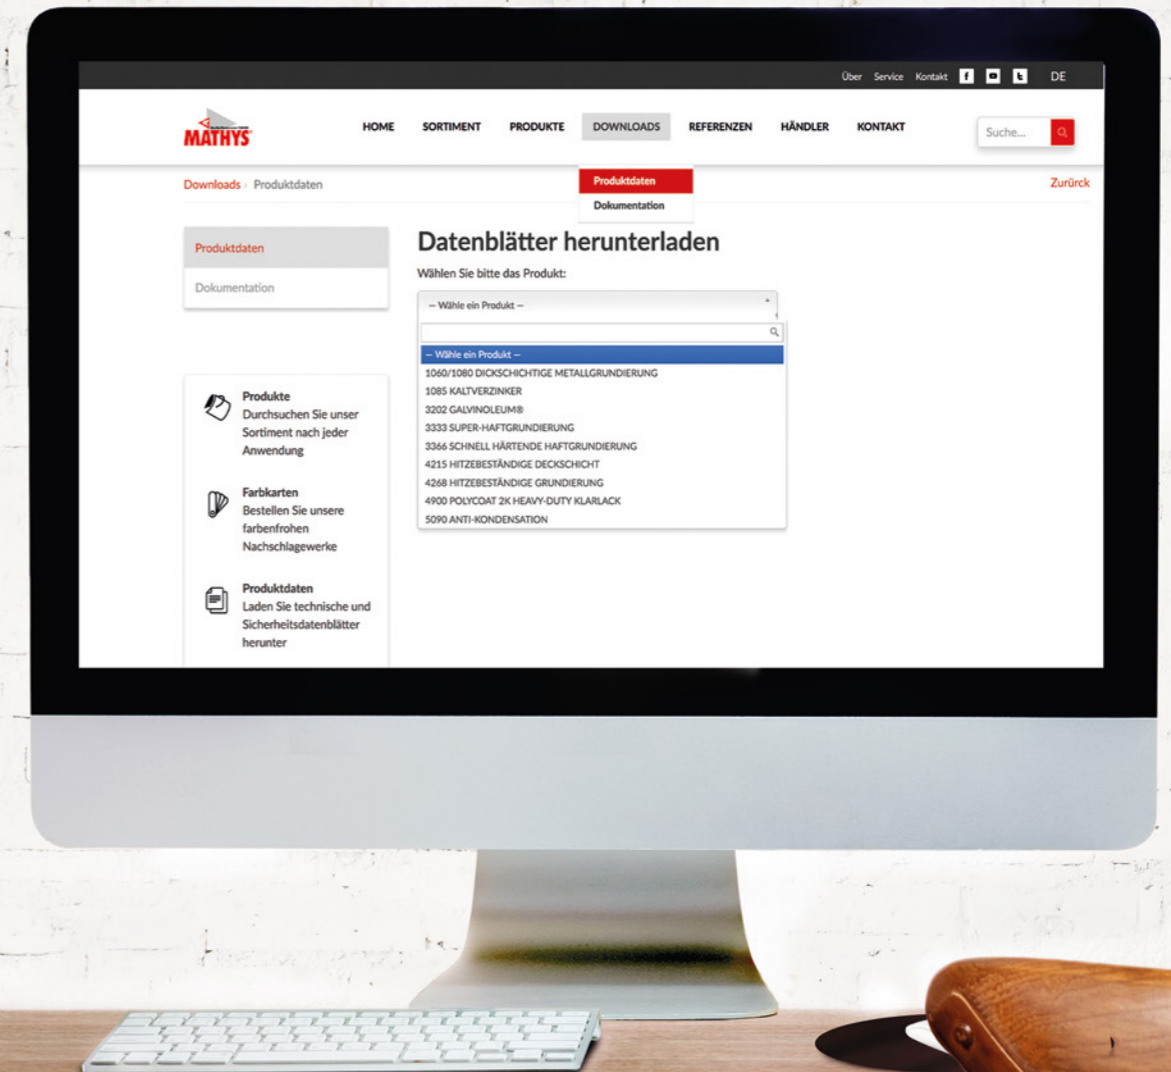 Über Service Kontakt f t DE
MATHYS
HOME SORTIMENT PRODUKTE DOWNLOADS REFERENZEN HÄNDLER KONTAKT
Suche...
Downloads › Produktdaten
Produktdaten
Zurürck
Dokumentation
Produktdaten
Dokumentation
Datenblätter herunterladen
Wählen Sie bitte das Produkt:
— Wähle ein Produkt —
— Wähle ein Produkt —
1060/1080 DICKSCHICHTIGE METALLGRUNDIERUNG
1085 KALTVERZINKER
3202 GALVINOLEUM®
3333 SUPER-HAFTGRUNDIERUNG
3366 SCHNELL HÄRTENDE HAFTGRUNDIERUNG
4215 HITZEBESTÄNDIGE DECKSCHICHT
4268 HITZEBESTÄNDIGE GRUNDIERUNG
4900 POLYCOAT 2K HEAVY-DUTY KLARLACK
5090 ANTI-KONDENSATION
Produkte
Durchsuchen Sie unser
Sortiment nach jeder
Anwendung
Farbkarten
Bestellen Sie unsere
farbenfrohen
Nachschlagewerke
Produktdaten
Laden Sie technische und
Sicherheitsdatenblätter
herunter